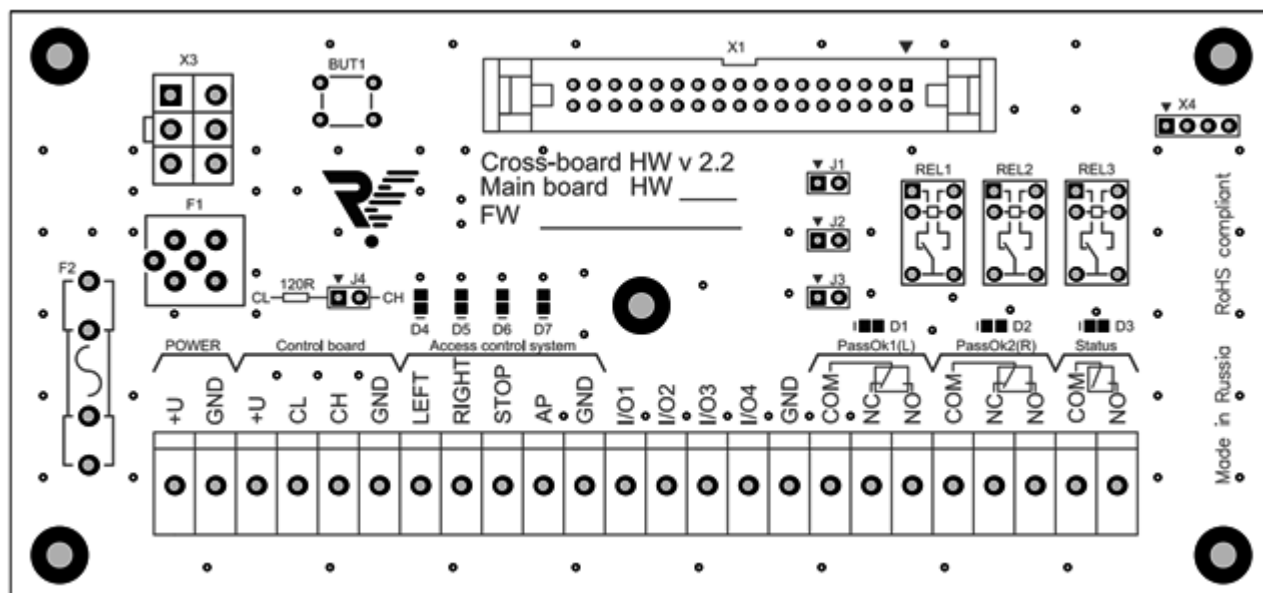 X1
X3
BUT1
X4
Cross-board HW v 2.2
Main board HW ____
FW ____________
J1
REL1
REL2
REL3
F1
J2
F2
CL
120R
J4
CH
J3
D4
D5
D6
D7
D1
D2
D3
POWER
Control board
Access control system
PassOk1(L)
PassOk2(R)
Status
+U
GND
+U
CL
CH
GND
LEFT
RIGHT
STOP
AP
GND
I/O1
I/O2
I/O3
I/O4
GND
COM
NC
NO
COM
NC
NO
COM
NO
Made in Russia RoHS compliant